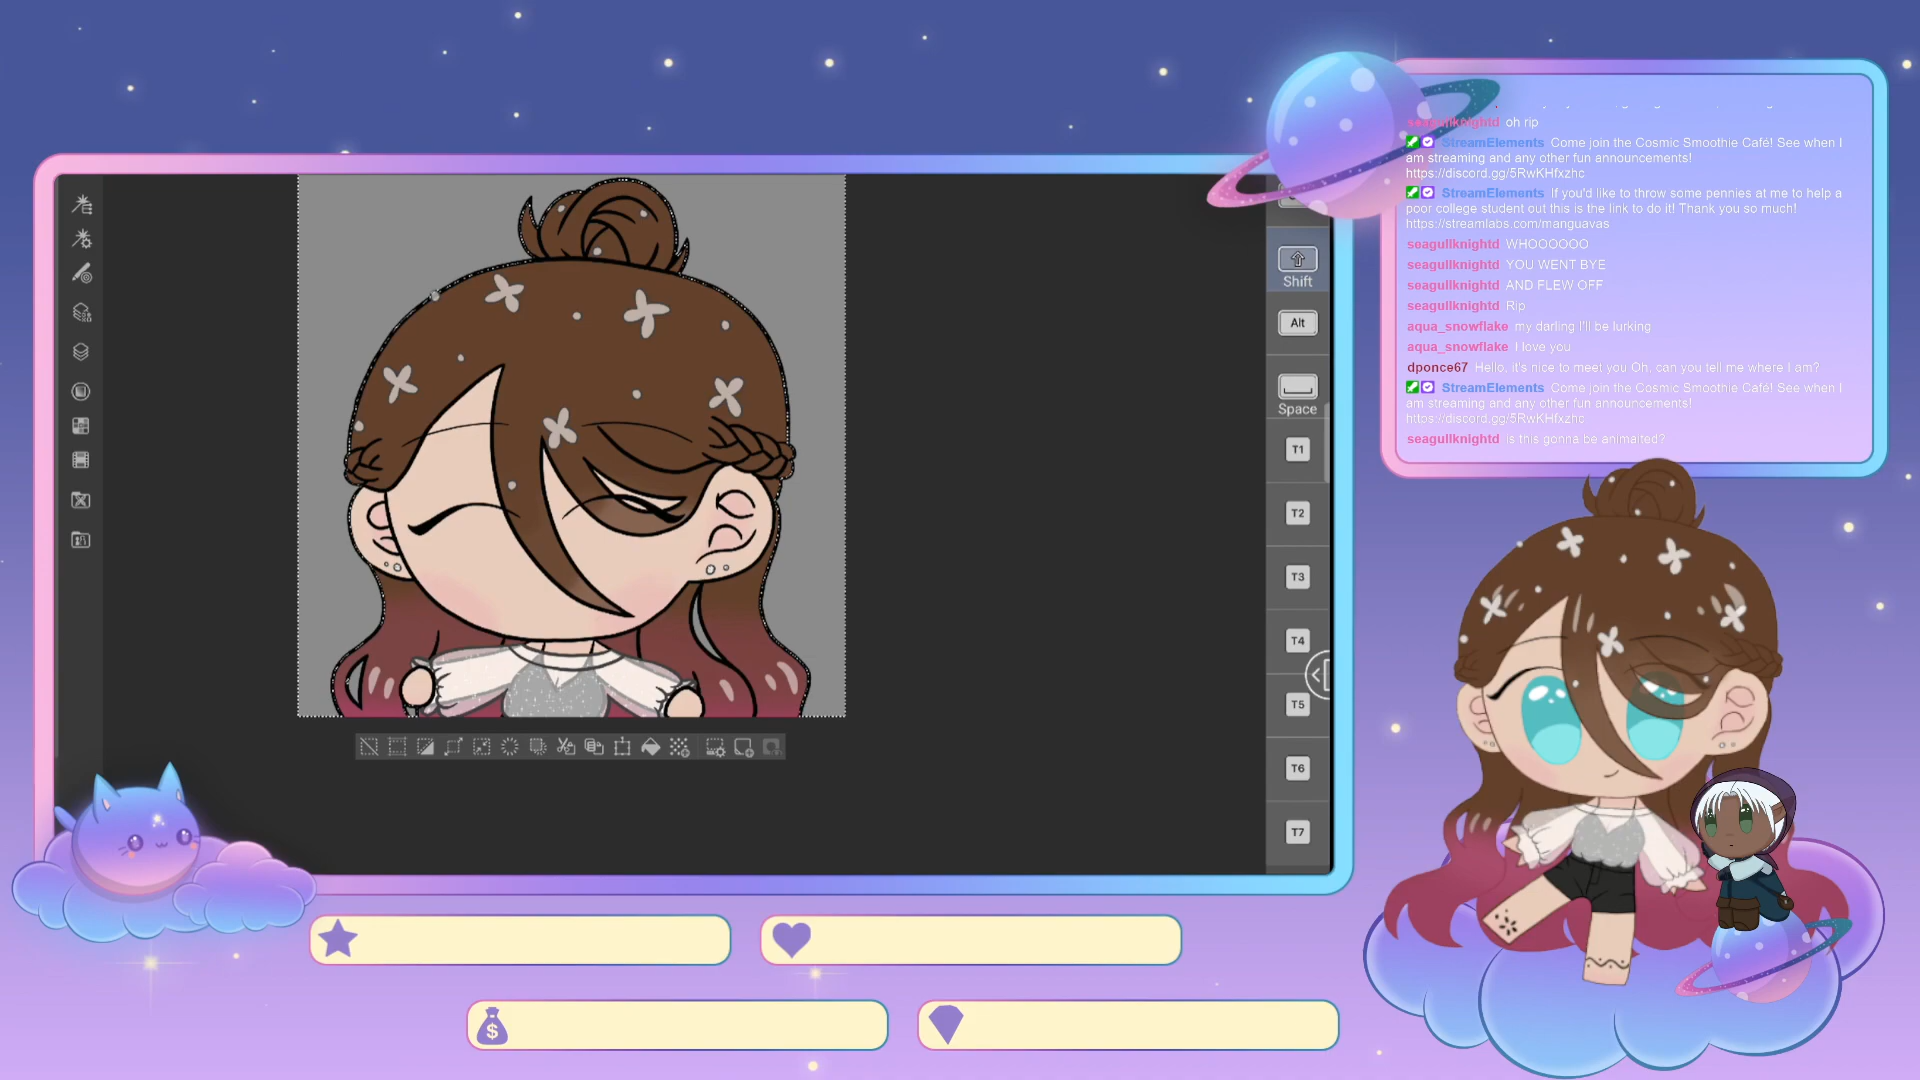 seagullknightd oh rip
StreamElements Come join the Cosmic Smoothie Café! See when I
am streaming and any other fun announcements!
https://discord.gg/5RwKHfxzhc
StreamElements If you'd like to throw some pennies at me to help a
poor college student out this is the link to do it! Thank you so much!
https://streamlabs.com/manguavas
seagullknightd WHOOOOOO
seagullknightd YOU WENT BYE
seagullknightd AND FLEW OFF
seagullknightd Rip
aqua_snowflake my darling I'll be lurking
aqua_snowflake I love you
dponce67 Hello, it's nice to meet you Oh, can you tell me where I am?
StreamElements Come join the Cosmic Smoothie Café! See when I
am streaming and any other fun announcements!
https://discord.gg/5RwKHfxzhc
seagullknightd is this gonna be animaited?
Shift
Alt
Space
T1
T2
T3
T4
T5
T6
T7
$